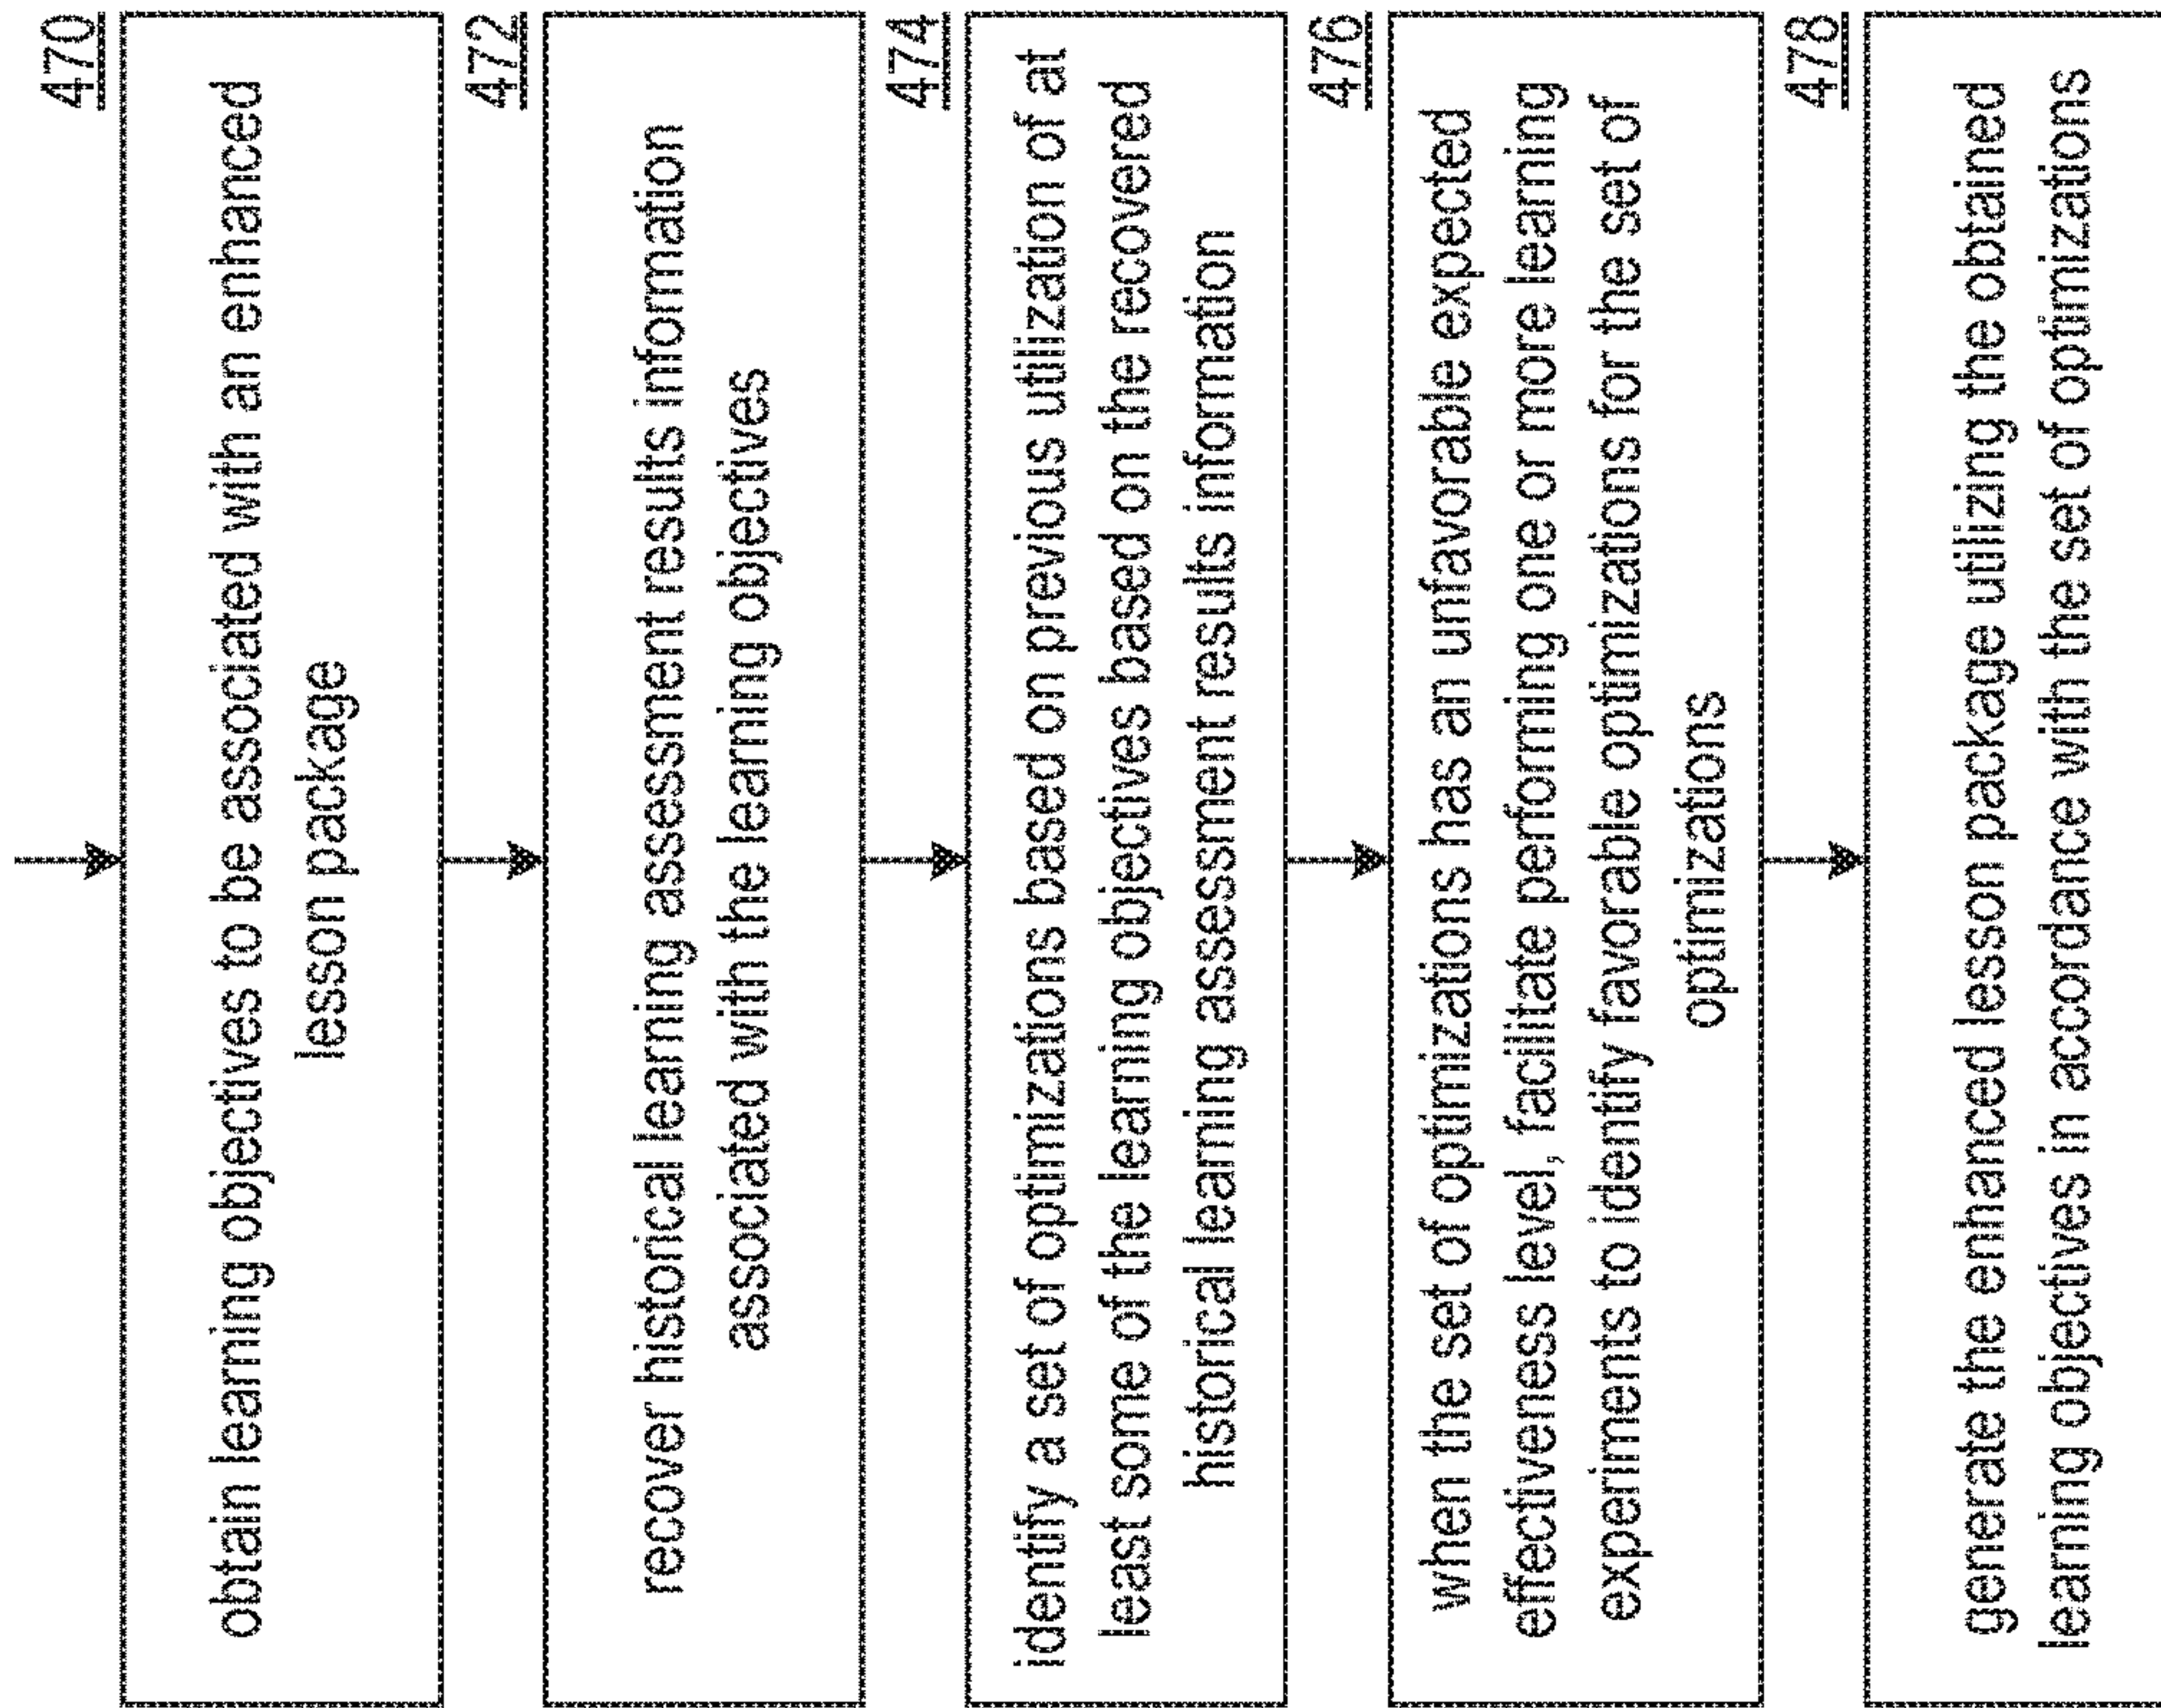 470
obtain learning objectives to be associated with an enhanced
lesson package
472
recover historical learning assessment results information
associated with the learning objectives
474
identify a set of optimizations based on previous utilization of at
least some of the learning objectives based on the recovered
historical learning assessment results information
476
when the set of optimizations has an unfavorable expected
effectiveness level, facilitate performing one or more learning
experiments to identify favorable optimizations for the set of
optimizations
478
generate the enhanced lesson package utilizing the obtained
learning objectives in accordance with the set of optimizations